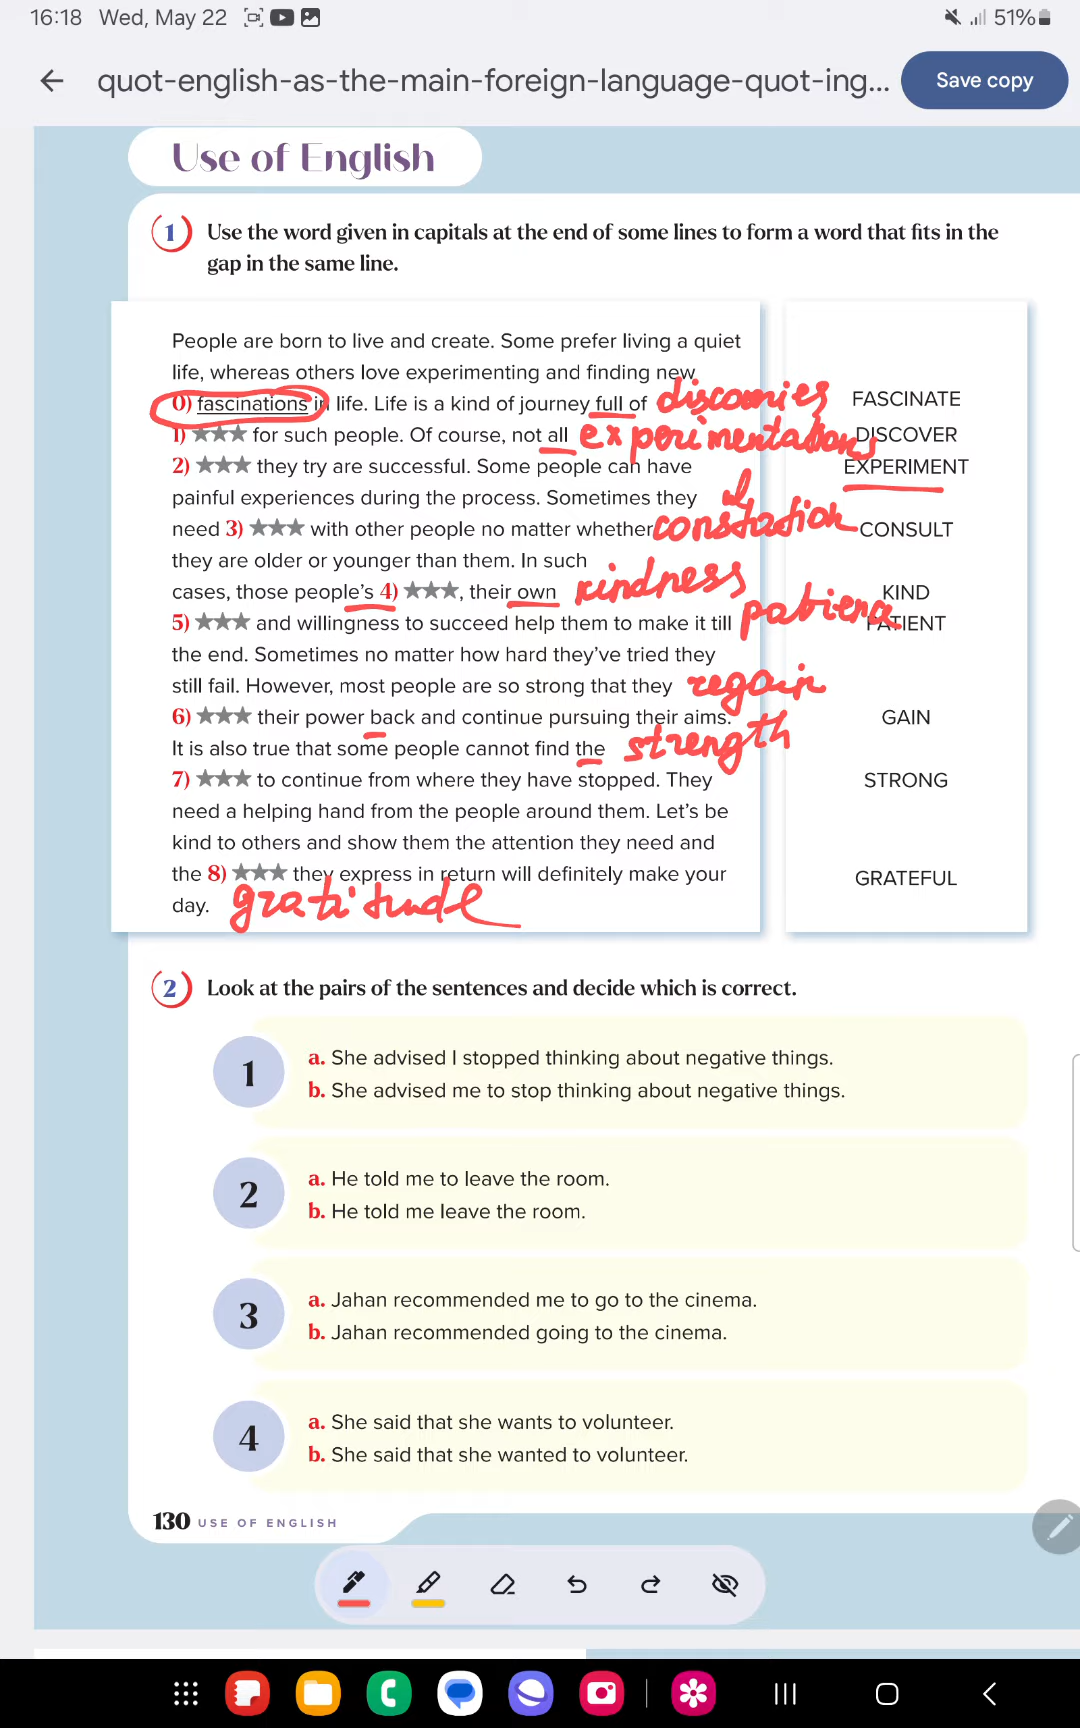 16:18 Wed, May 22
51%
quot-english-as-the-main-foreign-language-quot-ing...
Save copy
Use of English
1 Use the word given in capitals at the end of some lines to form a word that fits in the
gap in the same line.
People are born to live and create. Some prefer living a quiet
life, whereas others love experimenting and finding new
0) fascinations in life. Life is a kind of journey full of discoveries FASCINATE
1) ★★★ for such people. Of course, not all experimentations DISCOVER
2) ★★★ they try are successful. Some people can have EXPERIMENT
painful experiences during the process. Sometimes they
need 3) ★★★ with other people no matter whether CONSULT
they are older or younger than them. In such
cases, those people's 4) ★★★, their own kindness KIND
5) ★★★ and willingness to succeed help them to make it till PATIENT
the end. Sometimes no matter how hard they've tried they
still fail. However, most people are so strong that they regain
6) ★★★ their power back and continue pursuing their aims. GAIN
It is also true that some people cannot find the strength
7) ★★★ to continue from where they have stopped. They STRONG
need a helping hand from the people around them. Let's be
kind to others and show them the attention they need and
the 8) ★★★ they express in return will definitely make your GRATEFUL
day. gratitude
2 Look at the pairs of the sentences and decide which is correct.
1
a. She advised I stopped thinking about negative things.
b. She advised me to stop thinking about negative things.
2
a. He told me to leave the room.
b. He told me leave the room.
3
a. Jahan recommended me to go to the cinema.
b. Jahan recommended going to the cinema.
4
a. She said that she wants to volunteer.
b. She said that she wanted to volunteer.
130 USE OF ENGLISH